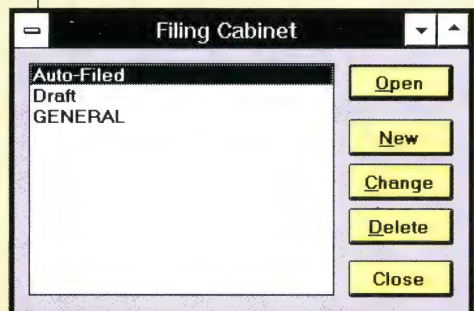 Filing Cabinet
Auto-Filed
Draft
GENERAL
Open
New
Change
Delete
Close